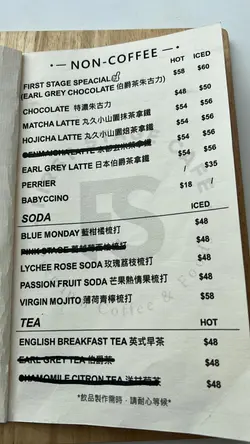 NON-COFFEE
HOT ICED
FIRST STAGE SPEACIAL $58 $60
(EARL GREY CHOCOLATE 伯爵茶朱古力)
CHOCOLATE 特濃朱古力 $48 $50
MATCHA LATTE 丸久小山園抹茶拿鐵 $54 $56
HOJICHA LATTE 丸久小山園焙茶拿鐵 $54 $56
$54 $56
EARL GREY LATTE 日本伯爵茶拿鐵 $54 $56
PERRIER / $35
BABYCCINO $18 /
SODA ICED
BLUE MONDAY 藍柑橘梳打 $48
PINK STAGE $48
LYCHEE ROSE SODA 玫瑰荔枝梳打 $48
PASSION FRUIT SODA 芒果熱情果梳打 $48
VIRGIN MOJITO 薄荷青檸梳打 $58
TEA HOT
ENGLISH BREAKFAST TEA 英式早茶 $48
EARL GREY TEA 伯爵茶 $48
CHAMOMILE CITRON TEA $48
*飲品製作需時，請耐心等候*